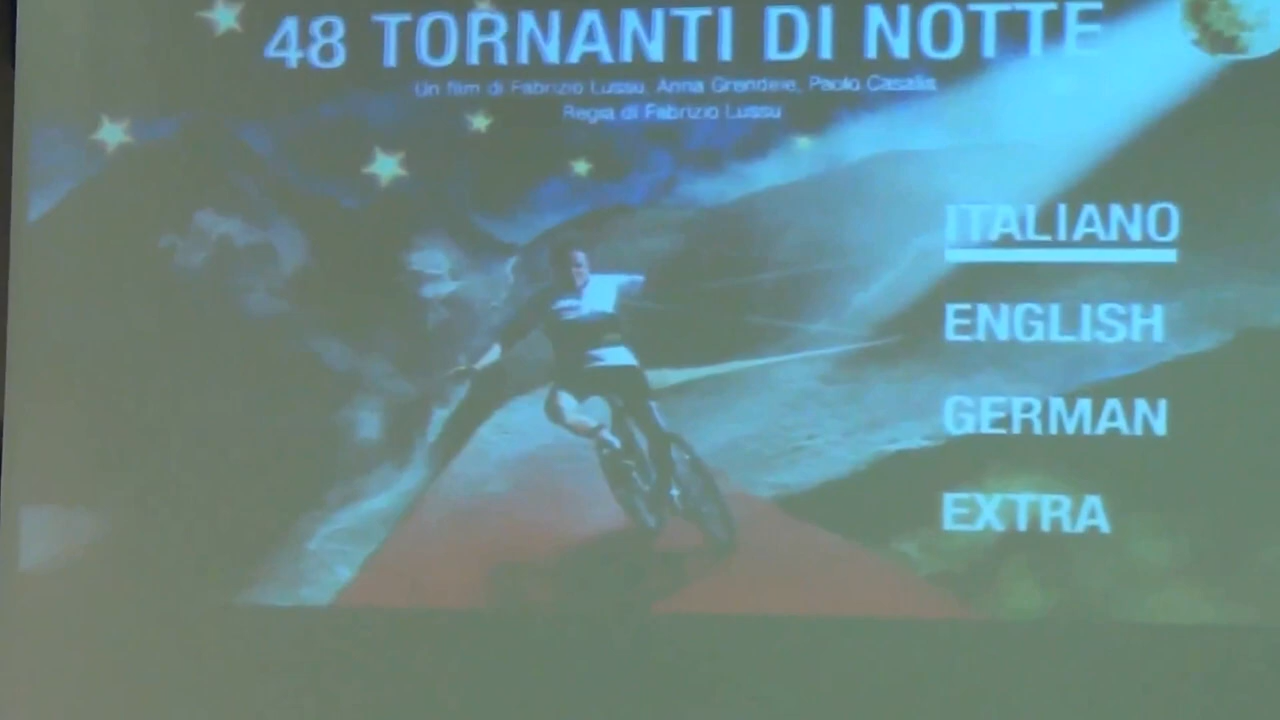 48 TORNANTI DI NOTTE
Un film di Fabrizio Lussu, Anna Girardele, Paolo Casalis
Regia di Fabrizio Lussu
ITALIANO
ENGLISH
GERMAN
EXTRA